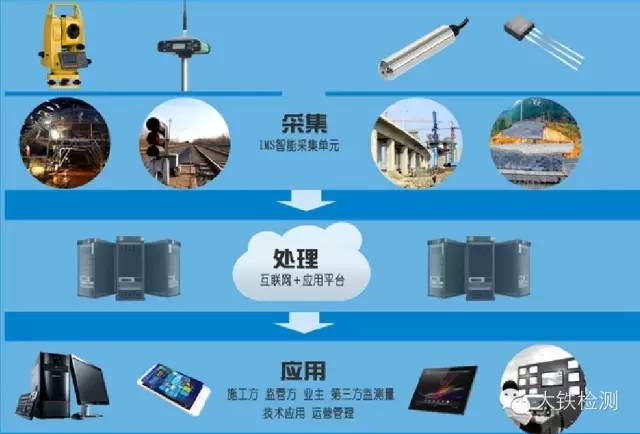 采集
IMS智能采集单元
处理
互联网+应用平台
应用
施工方 监管方 业主 第三方监测量
技术应用 运营管理
大铁检测